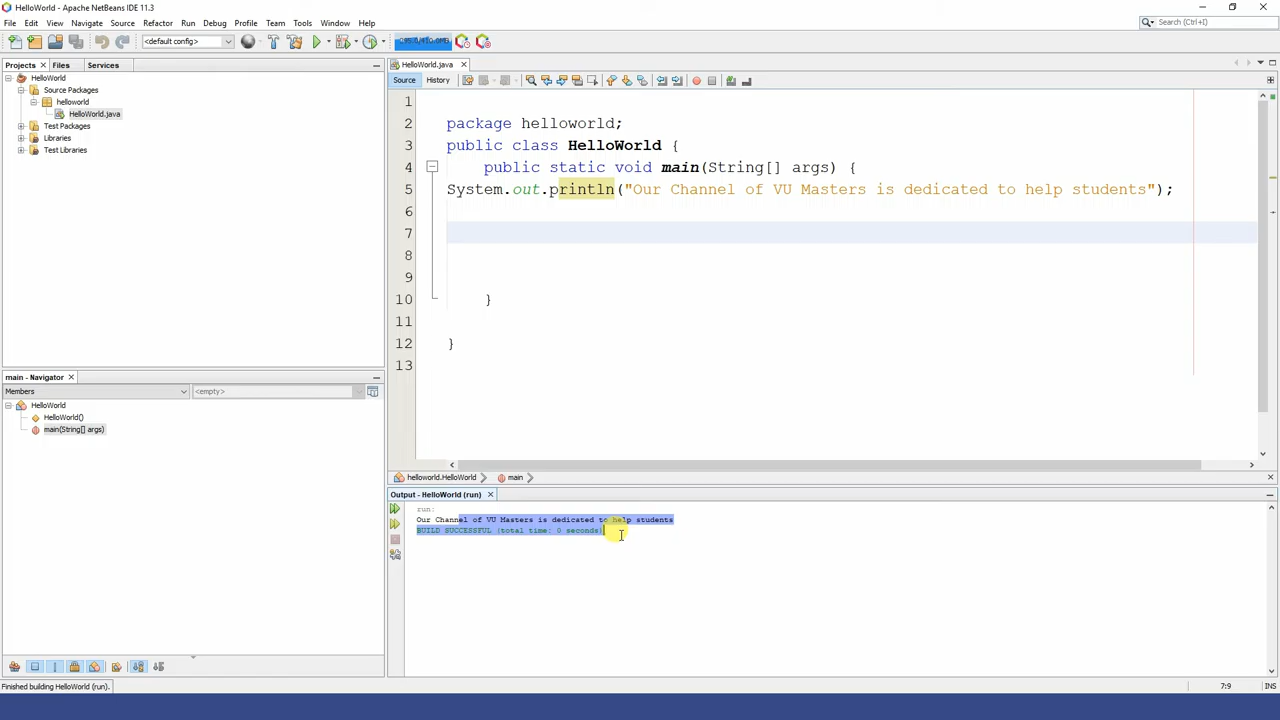 HelloWorld - Apache NetBeans IDE 11.3
File Edit View Navigate Source Refactor Run Debug Profile Team Tools Window Help
Search (Ctrl+I)
<default config>
Projects Files Services
HelloWorld
Source Packages
helloworld
HelloWorld.java
Test Packages
Libraries
Test Libraries
HelloWorld.java
Source History
1
2 package helloworld;
3 public class HelloWorld {
4 public static void main(String[] args) {
5 System.out.println("Our Channel of VU Masters is dedicated to help students");
6
7
8
9
10 }
11
12 }
13
main - Navigator
Members <empty>
HelloWorld
HelloWorld()
main(String[] args)
helloworld.HelloWorld main
Output - HelloWorld (run)
run:
Our Channel of VU Masters is dedicated to help students
BUILD SUCCESSFUL (total time: 0 seconds)
Finished building HelloWorld (run).
7:9 INS